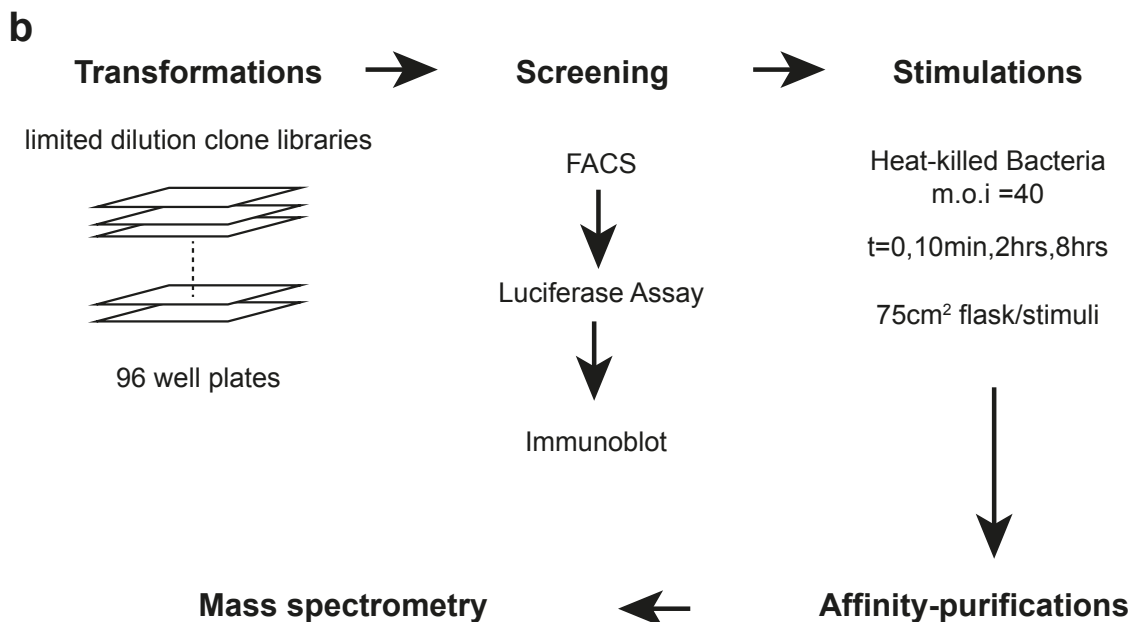 b
Transformations
Screening
Stimulations
limited dilution clone libraries
96 well plates
FACS
Luciferase Assay
Immunoblot
Heat-killed Bacteria
m.o.i =40
t=0,10min,2hrs,8hrs
75cm² flask/stimuli
Mass spectrometry
Affinity-purifications